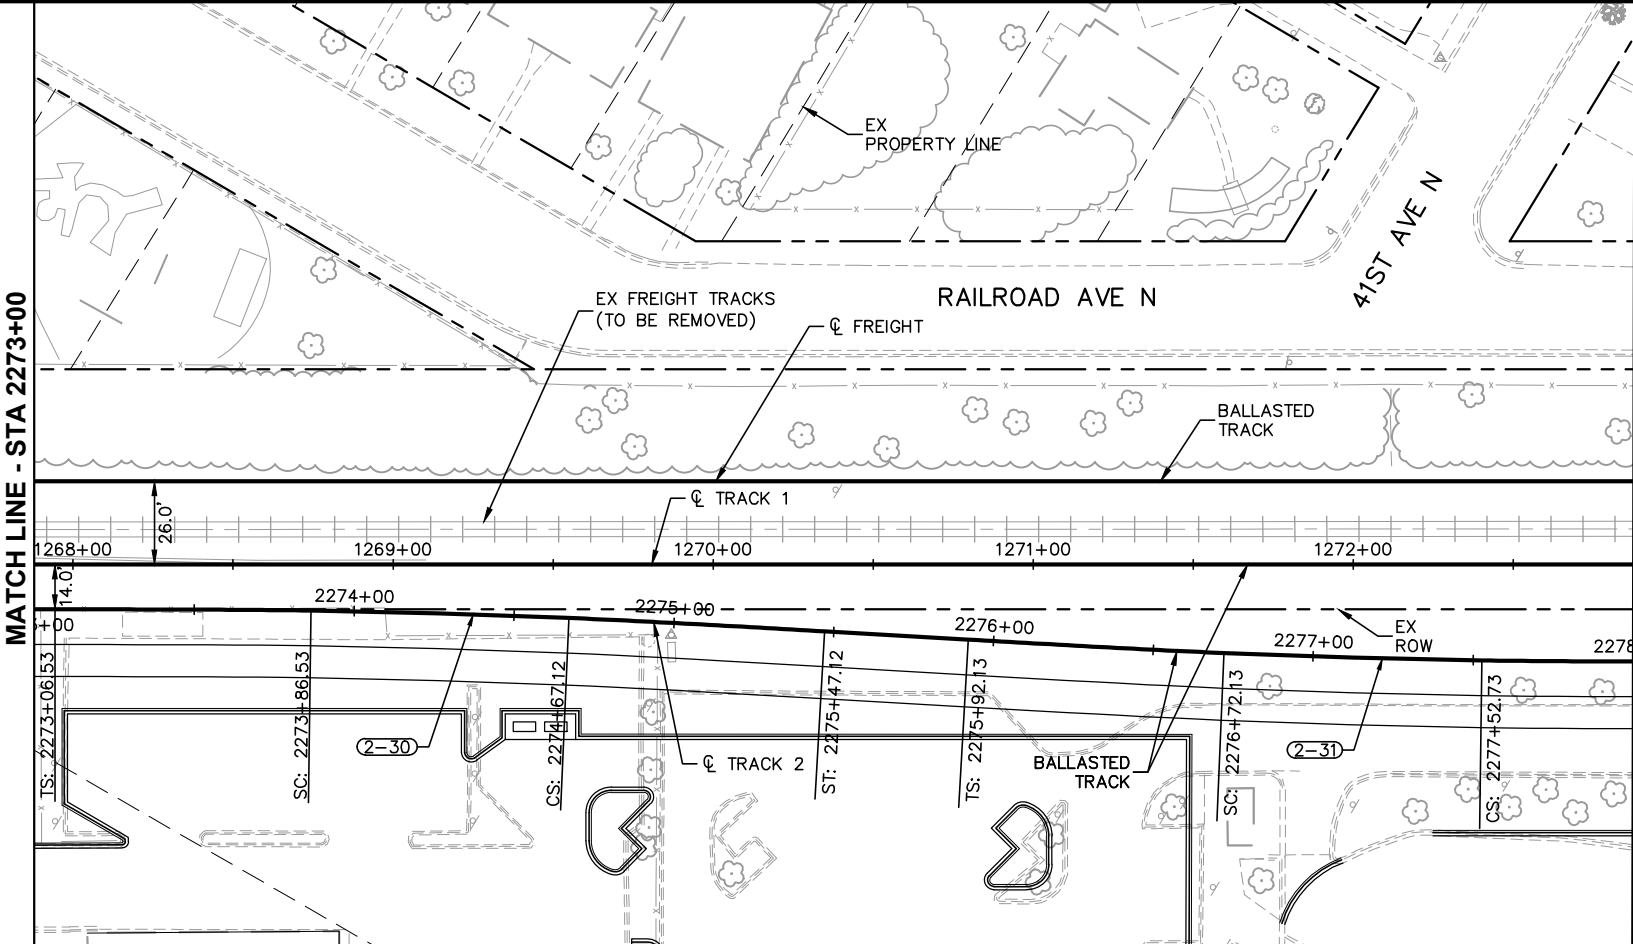 EX
PROPERTY LINE
41ST AVE N
RAILROAD AVE N
EX FREIGHT TRACKS
(TO BE REMOVED)
℄ FREIGHT
BALLASTED
TRACK
MATCH LINE - STA 2273+00
26.0'
℄ TRACK 1
1268+00
1269+00
1270+00
1271+00
1272+00
14.0'
2274+00
2275+00
2276+00
2277+00
2278
+00
EX
ROW
TS: 2273+06.53
SC: 2273+86.53
CS: 2274+67.12
ST: 2275+47.12
TS: 2275+92.13
SC: 2276+72.13
CS: 2277+52.73
2-30
℄ TRACK 2
BALLASTED
TRACK
2-31